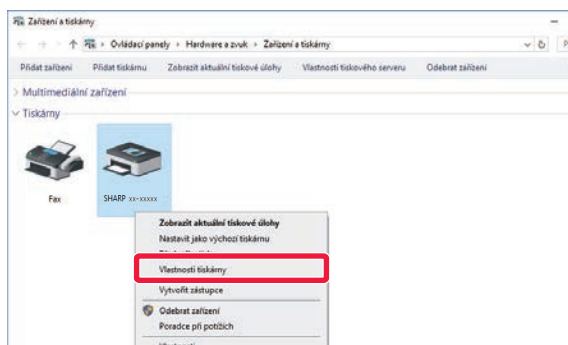 Zařízení a tiskárny
Ovládací panely › Hardware a zvuk › Zařízení a tiskárny
Přidat zařízení Přidat tiskárnu Zobrazit aktuální tiskové úlohy Vlastnosti tiskového serveru Odebrat zařízení
Multimediální zařízení
Tiskárny
Fax SHARP xx-xxxxx
Zobrazit aktuální tiskové úlohy
Nastavit jako výchozí tiskárnu
Vlastnosti tiskárny
Vytvořit zástupce
Odebrat zařízení
Poradce při potížích